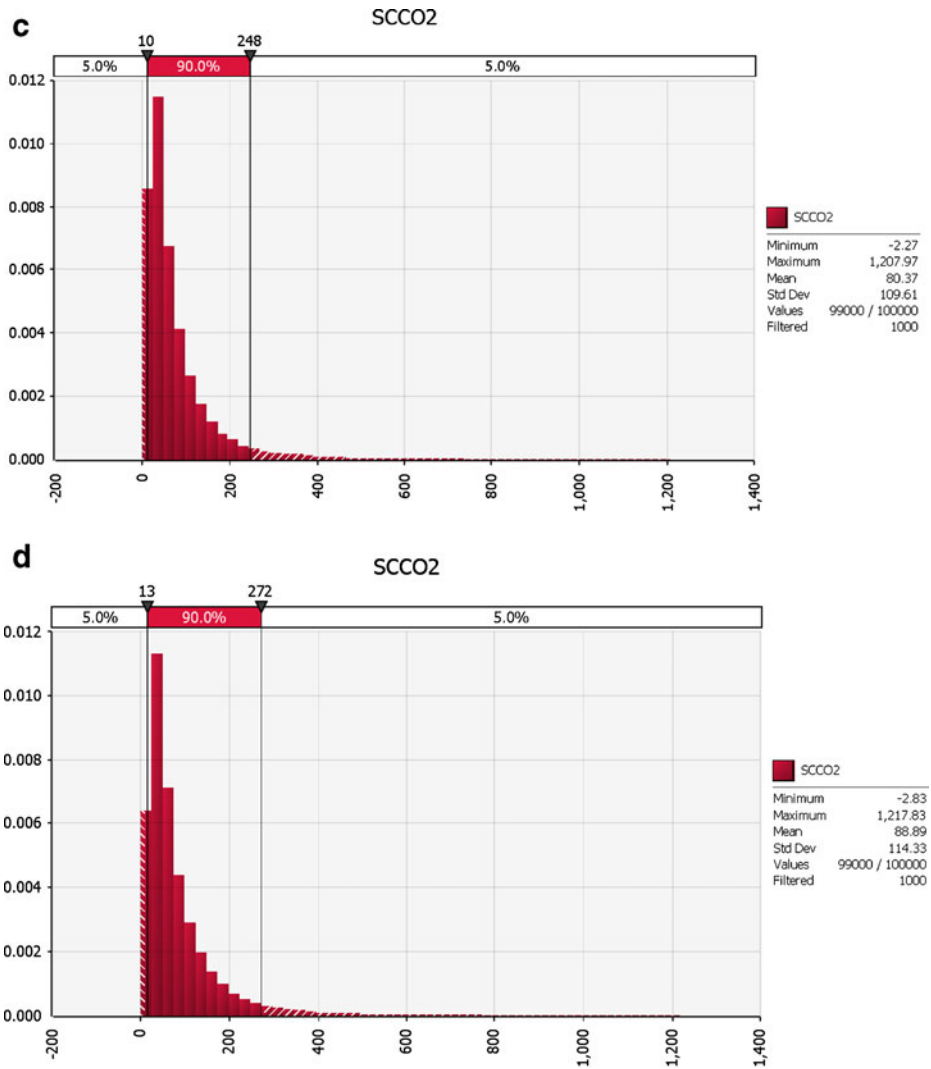 c
SCCO2
10 248
5.0% 90.0% 5.0%
0.012
0.010
0.008
0.006
0.004
0.002
0.000
-200 0 200 400 600 800 1,000 1,200 1,400
SCCO2
Minimum -2.27
Maximum 1,207.97
Mean 80.37
Std Dev 109.61
Values 99000 / 100000
Filtered 1000
d
SCCO2
13 272
5.0% 90.0% 5.0%
0.012
0.010
0.008
0.006
0.004
0.002
0.000
-200 0 200 400 600 800 1,000 1,200 1,400
SCCO2
Minimum -2.83
Maximum 1,217.83
Mean 88.89
Std Dev 114.33
Values 99000 / 100000
Filtered 1000